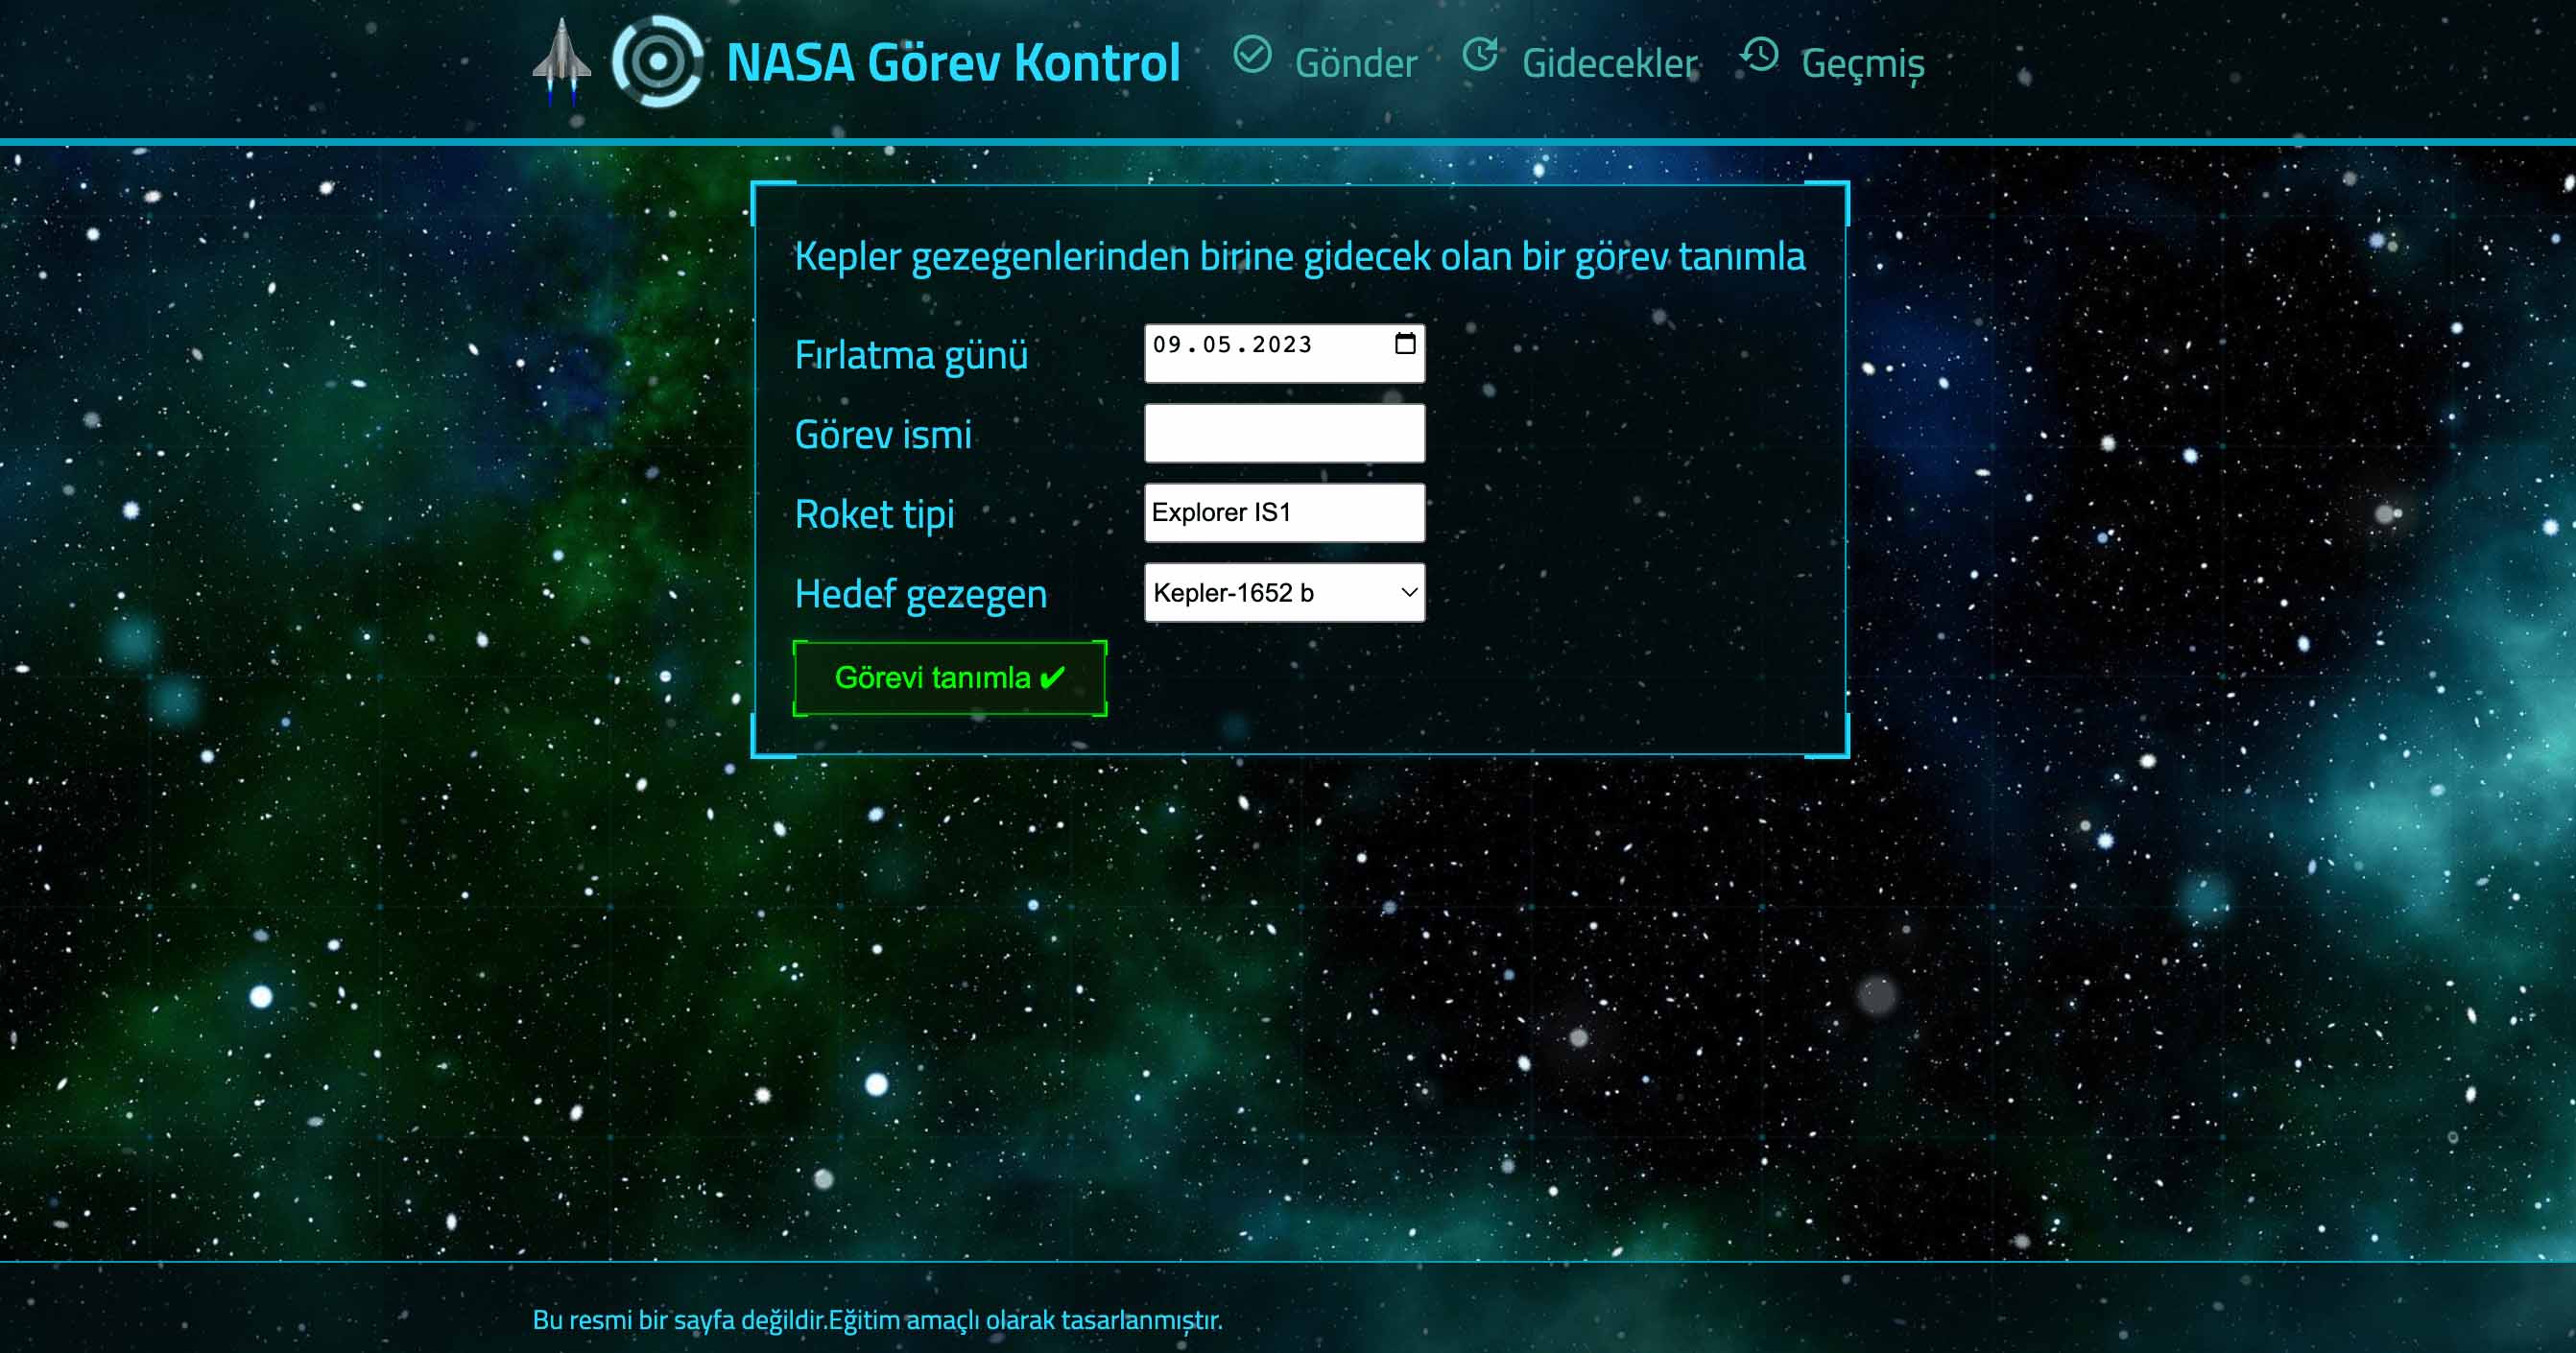 NASA Görev Kontrol Gönder Gidecekler Geçmiş
Kepler gezegenlerinden birine gidecek olan bir görev tanımla
Fırlatma günü 09.05.2023
Görev ismi
Roket tipi Explorer IS1
Hedef gezegen Kepler-1652 b
Görevi tanımla ✔
Bu resmi bir sayfa değildir.Eğitim amaçlı olarak tasarlanmıştır.